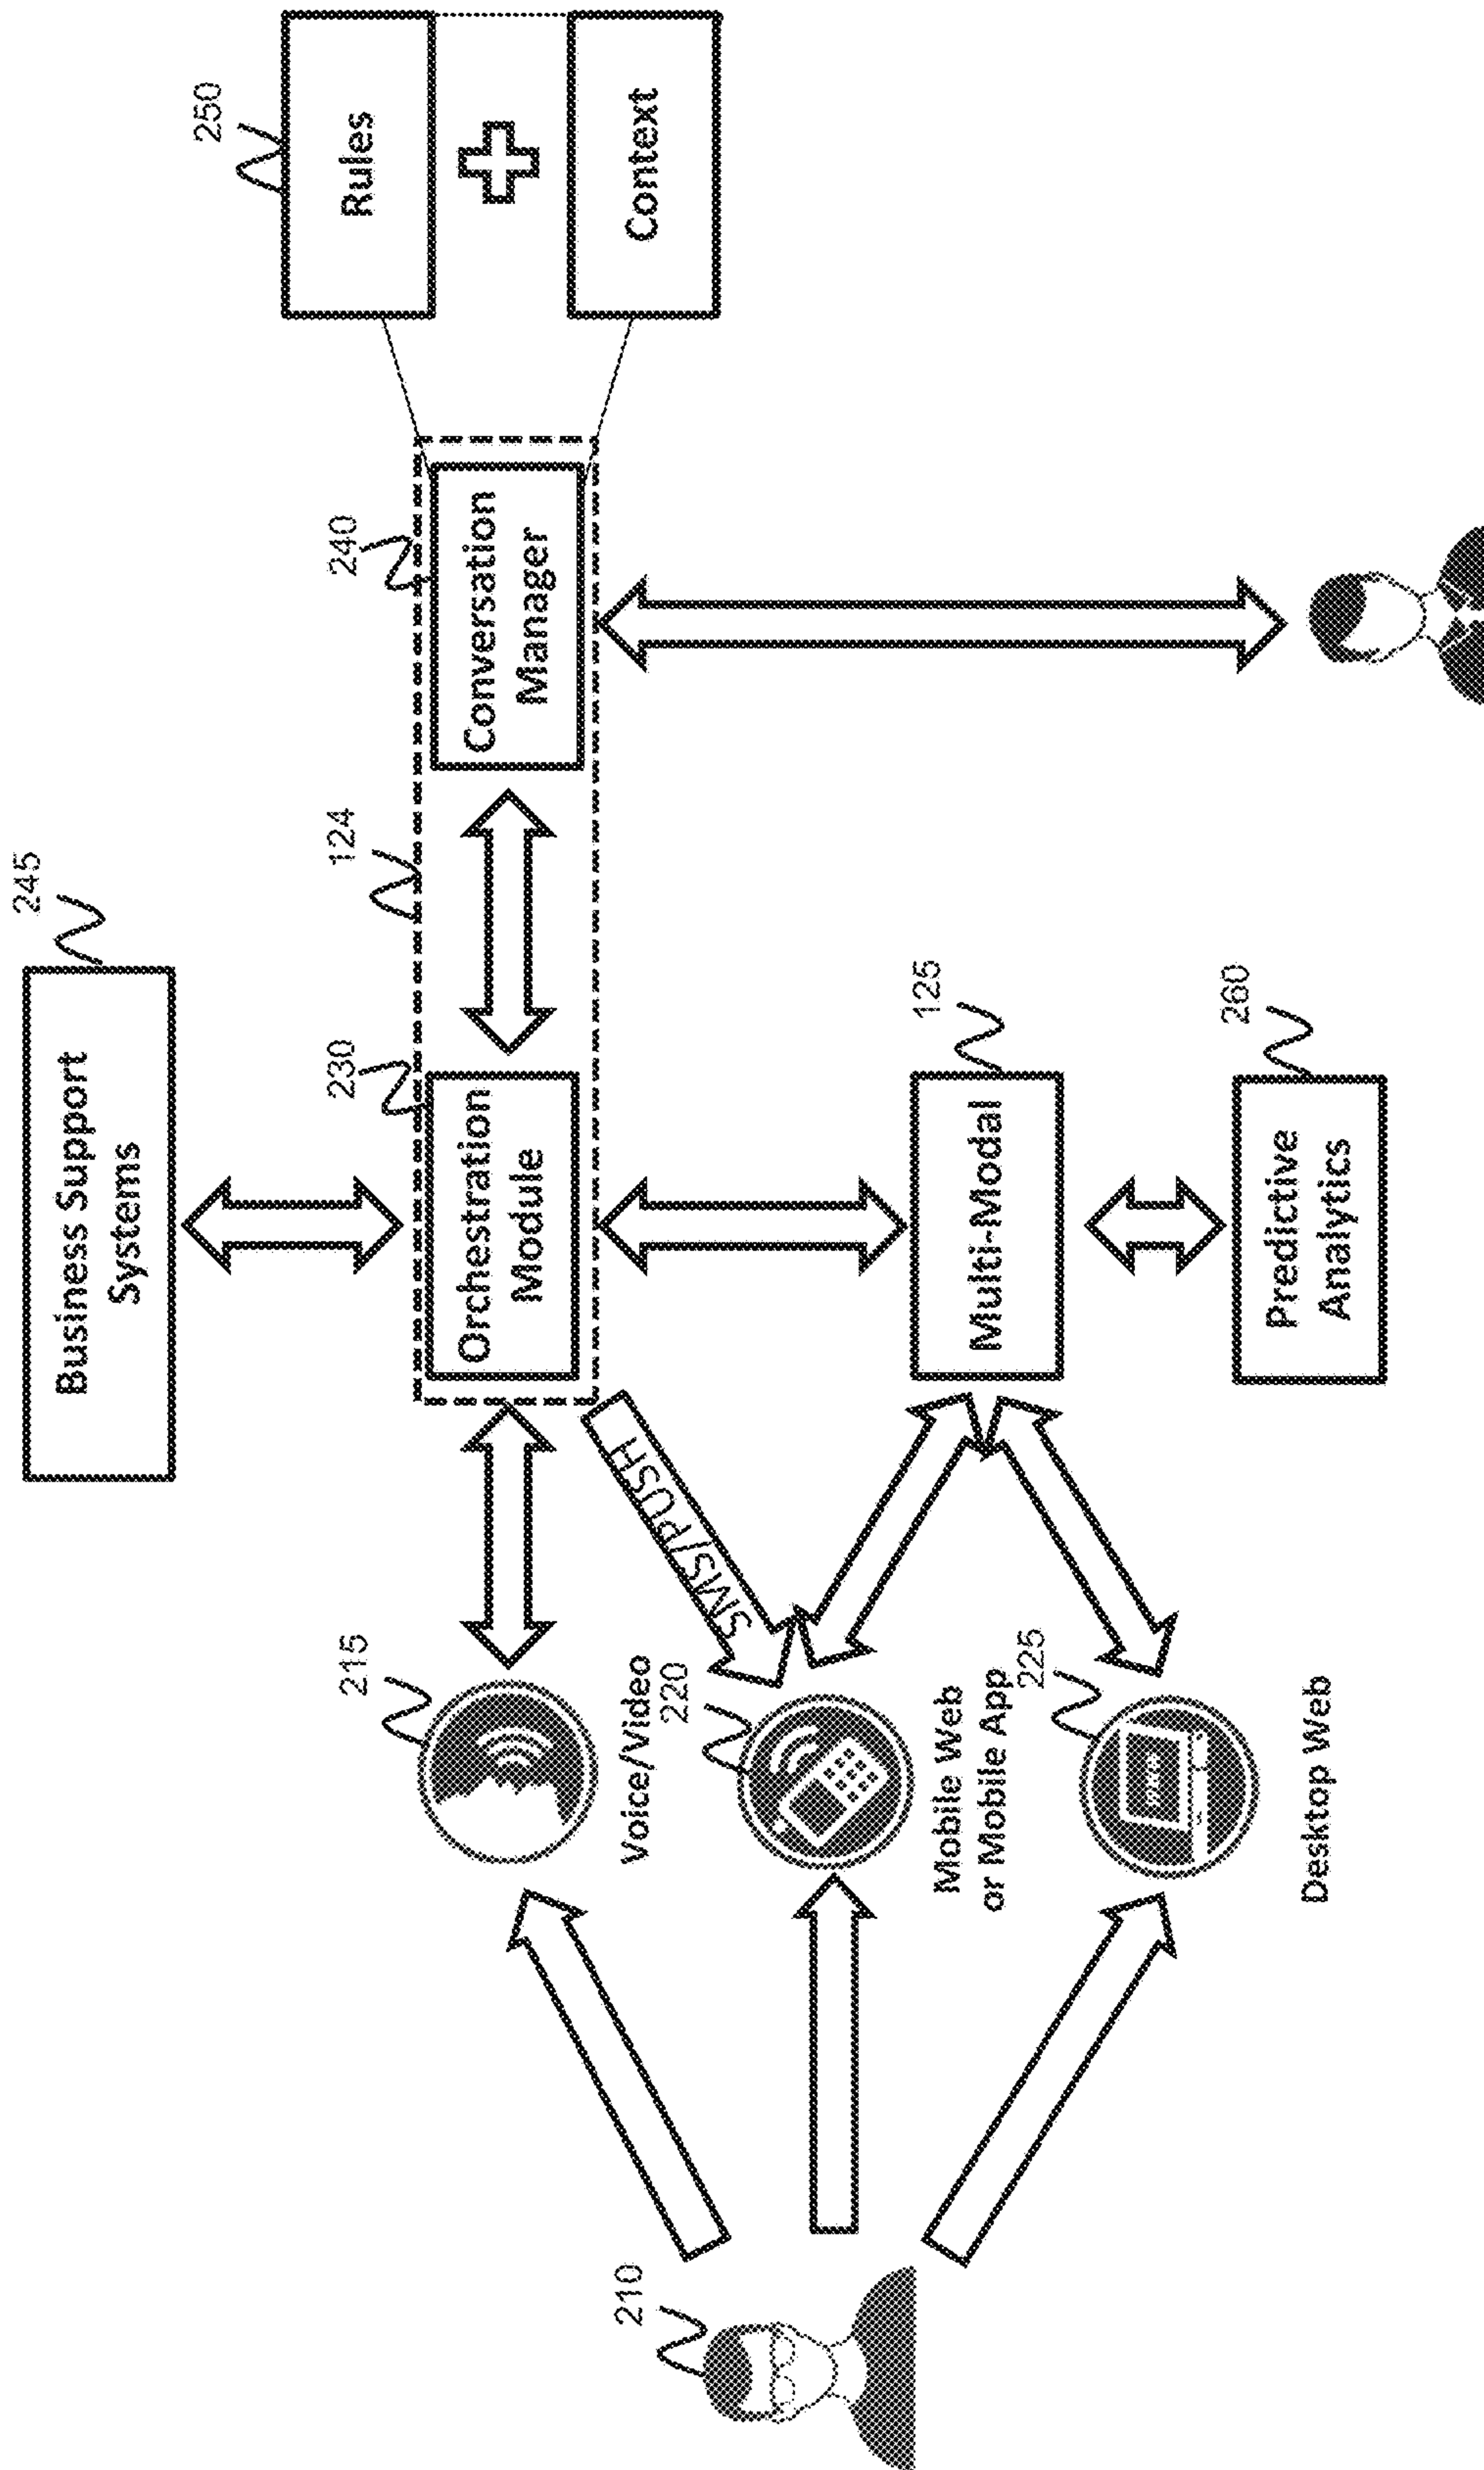 245
Business Support
Systems
250
Rules
Context
230
124
240
Orchestration
Module
Conversation
Manager
215
Voice/Video
SMS/PUSH
210
220
Mobile Web
or Mobile App
125
Multi-Modal
225
Desktop Web
260
Predictive
Analytics